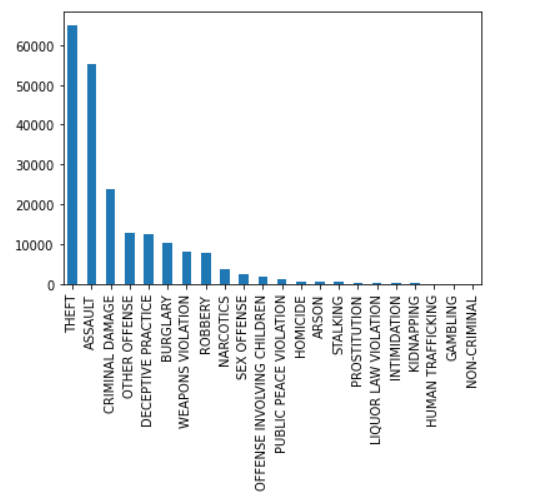 60000
50000
40000
30000
20000
10000
0
THEFT
ASSAULT
CRIMINAL DAMAGE
OTHER OFFENSE
DECEPTIVE PRACTICE
BURGLARY
WEAPONS VIOLATION
ROBBERY
NARCOTICS
SEX OFFENSE
OFFENSE INVOLVING CHILDREN
PUBLIC PEACE VIOLATION
HOMICIDE
ARSON
STALKING
PROSTITUTION
LIQUOR LAW VIOLATION
INTIMIDATION
KIDNAPPING
HUMAN TRAFFICKING
GAMBLING
NON-CRIMINAL